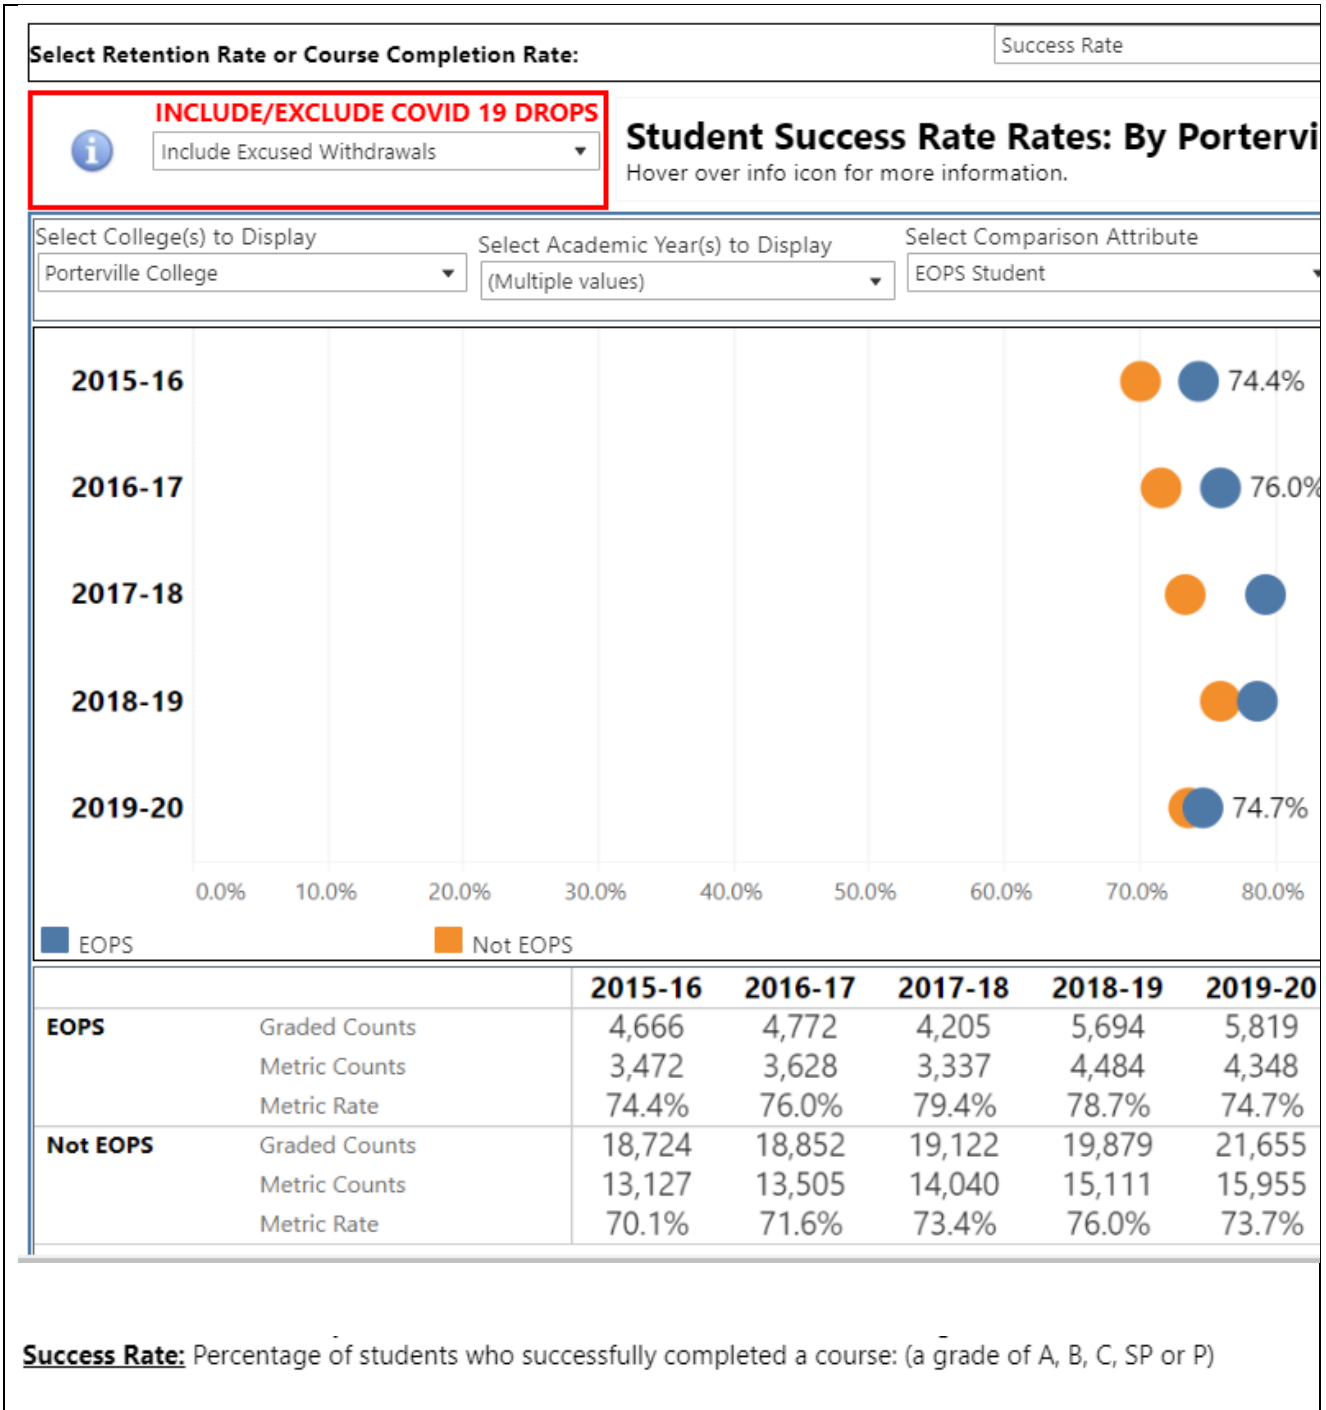 Select Retention Rate or Course Completion Rate:
Success Rate
INCLUDE/EXCLUDE COVID 19 DROPS
Include Excused Withdrawals
Student Success Rate Rates: By Portervi
Hover over info icon for more information.
Select College(s) to Display
Porterville College
Select Academic Year(s) to Display
(Multiple values)
Select Comparison Attribute
EOPS Student
2015-16 74.4%
2016-17 76.0%
2017-18
2018-19
2019-20 74.7%
0.0% 10.0% 20.0% 30.0% 40.0% 50.0% 60.0% 70.0% 80.0%
EOPS Not EOPS
2015-16 2016-17 2017-18 2018-19 2019-20
EOPS Graded Counts 4,666 4,772 4,205 5,694 5,819
Metric Counts 3,472 3,628 3,337 4,484 4,348
Metric Rate 74.4% 76.0% 79.4% 78.7% 74.7%
Not EOPS Graded Counts 18,724 18,852 19,122 19,879 21,655
Metric Counts 13,127 13,505 14,040 15,111 15,955
Metric Rate 70.1% 71.6% 73.4% 76.0% 73.7%
Success Rate: Percentage of students who successfully completed a course: (a grade of A, B, C, SP or P)